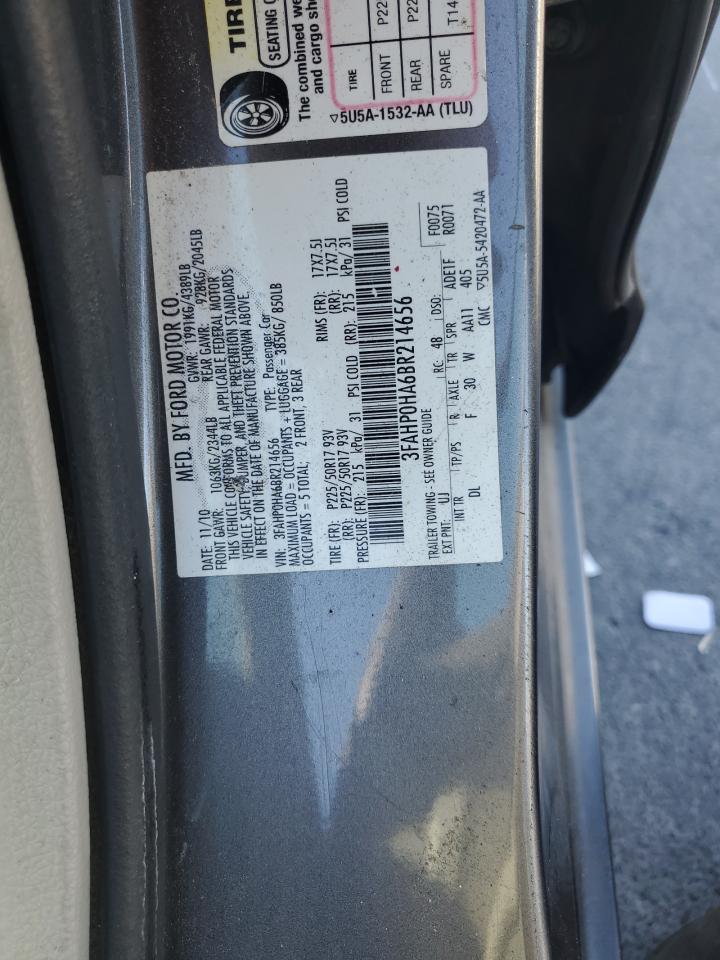 TIRE
SEATING C
The combined we
and cargo sh
TIRE
FRONT P22
REAR P22
SPARE T14
5U5A-1532-AA (TLU)
MFD. BY FORD MOTOR CO.
DATE: 11/10 GVWR: 1991KG/4389LB
FRONT GAWR: 1063KG/2344LB REAR GAWR: 928KG/2045LB
THIS VEHICLE CONFORMS TO ALL APPLICABLE FEDERAL MOTOR
VEHICLE SAFETY, BUMPER, AND THEFT PREVENTION STANDARDS
IN EFFECT ON THE DATE OF MANUFACTURE SHOWN ABOVE.
VIN: 3FAHP0HA6BR214656 TYPE: Passenger Car
MAXIMUM LOAD = OCCUPANTS + LUGGAGE = 385KG/ 850LB
OCCUPANTS = 5 TOTAL; 2 FRONT, 3 REAR
TIRE (FR): P225/50R17 93V RIMS (FR): 17X7.5J
(RR): P225/50R17 93V (RR): 17X7.5J
PRESSURE (FR): 215 kPa/ 31 PSI COLD (RR): 215 kPa/ 31 PSI COLD
3FAHP0HA6BR214656
F0075
R0071
TRAILER TOWING - SEE OWNER GUIDE
EXT PNT: UJ RC: 48 DSO:
INT TR TP/PS R AXLE TR SPR ADE1F
DL F 30 W AA11 405
CMC 5U5A-5420472-AA